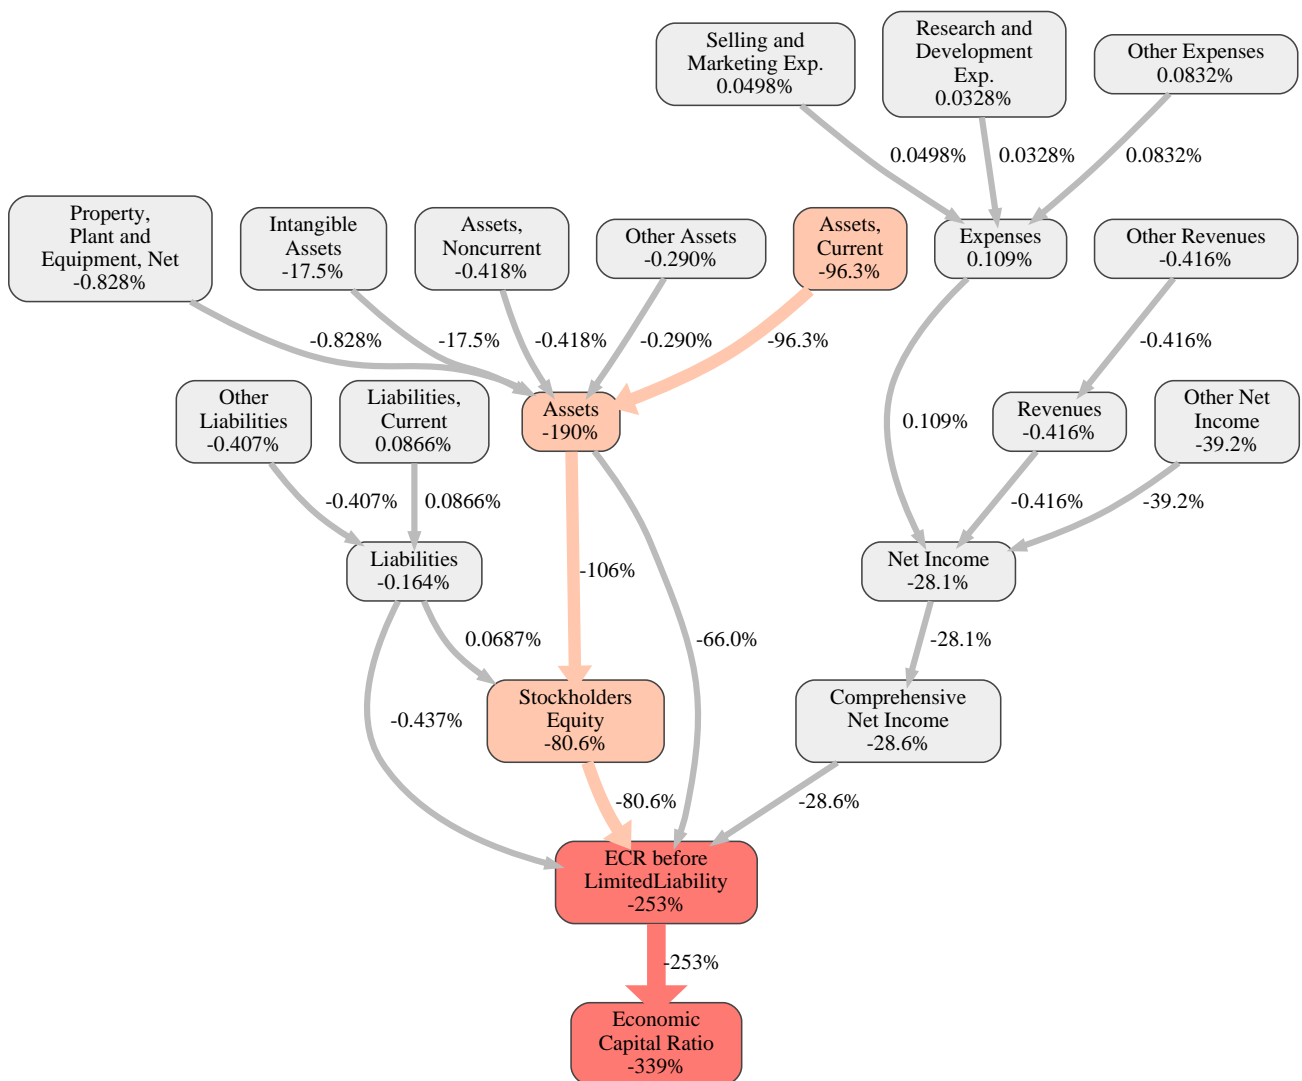 Selling and
Marketing Exp.
0.0498%
Research and
Development
Exp.
0.0328%
Other Expenses
0.0832%
0.0498%
0.0328%
0.0832%
Property,
Plant and
Equipment, Net
-0.828%
Intangible
Assets
-17.5%
Assets,
Noncurrent
-0.418%
Other Assets
-0.290%
Assets,
Current
-96.3%
Expenses
0.109%
Other Revenues
-0.416%
-0.828%
-17.5%
-0.418%
-0.290%
-96.3%
-0.416%
Other
Liabilities
-0.407%
Liabilities,
Current
0.0866%
Assets
-190%
0.109%
Revenues
-0.416%
Other Net
Income
-39.2%
-0.407%
0.0866%
-0.416%
-39.2%
Liabilities
-0.164%
-106%
Net Income
-28.1%
0.0687%
-66.0%
-28.1%
-0.437%
Stockholders
Equity
-80.6%
Comprehensive
Net Income
-28.6%
-80.6%
-28.6%
ECR before
LimitedLiability
-253%
-253%
Economic
Capital Ratio
-339%